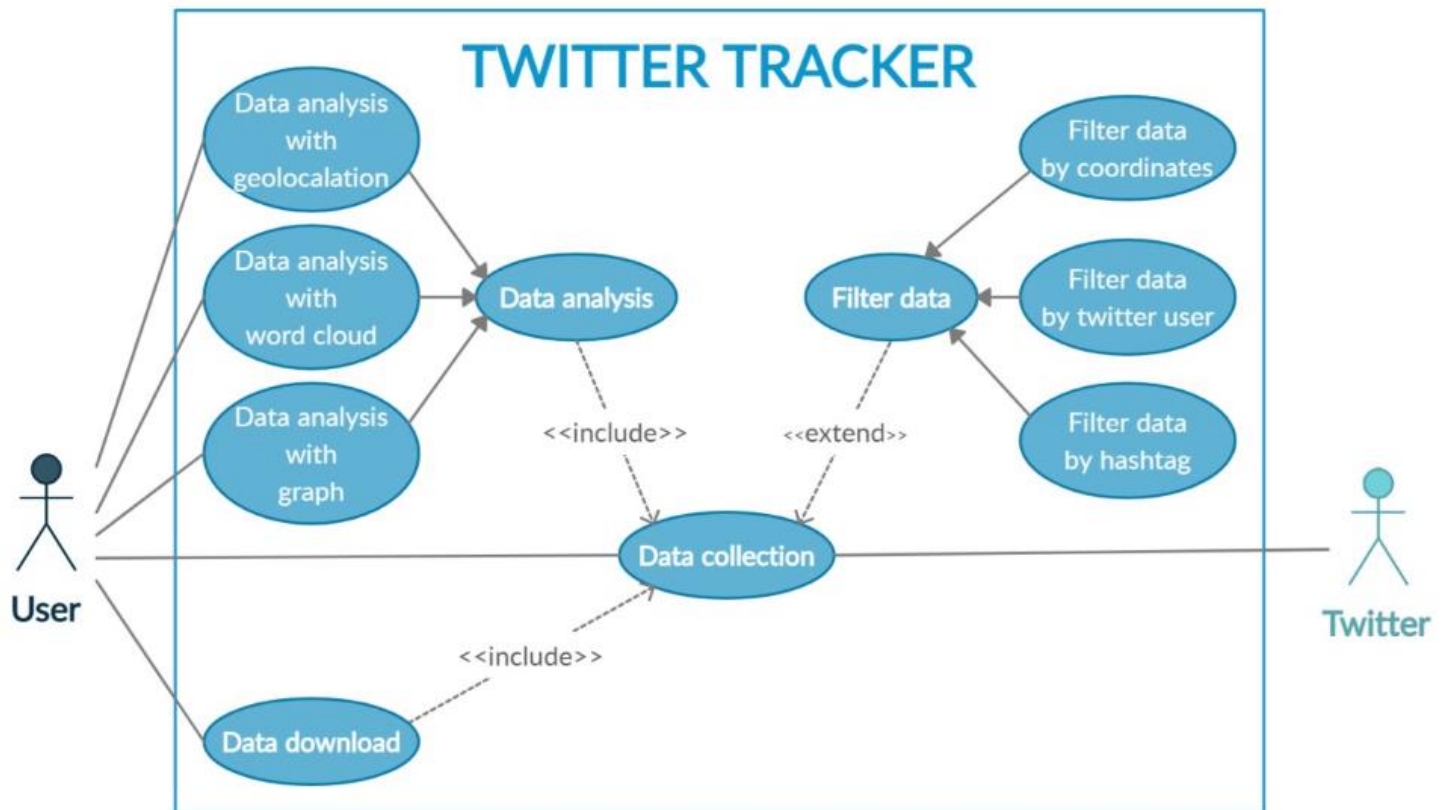 TWITTER TRACKER
Data analysis
with
geolocalation
Filter data
by coordinates
Data analysis
with
word cloud
Data analysis
Filter data
Filter data
by twitter user
Data analysis
with
graph
<<include>>
<<extend>>
Filter data
by hashtag
Data collection
User
Twitter
<<include>>
Data download